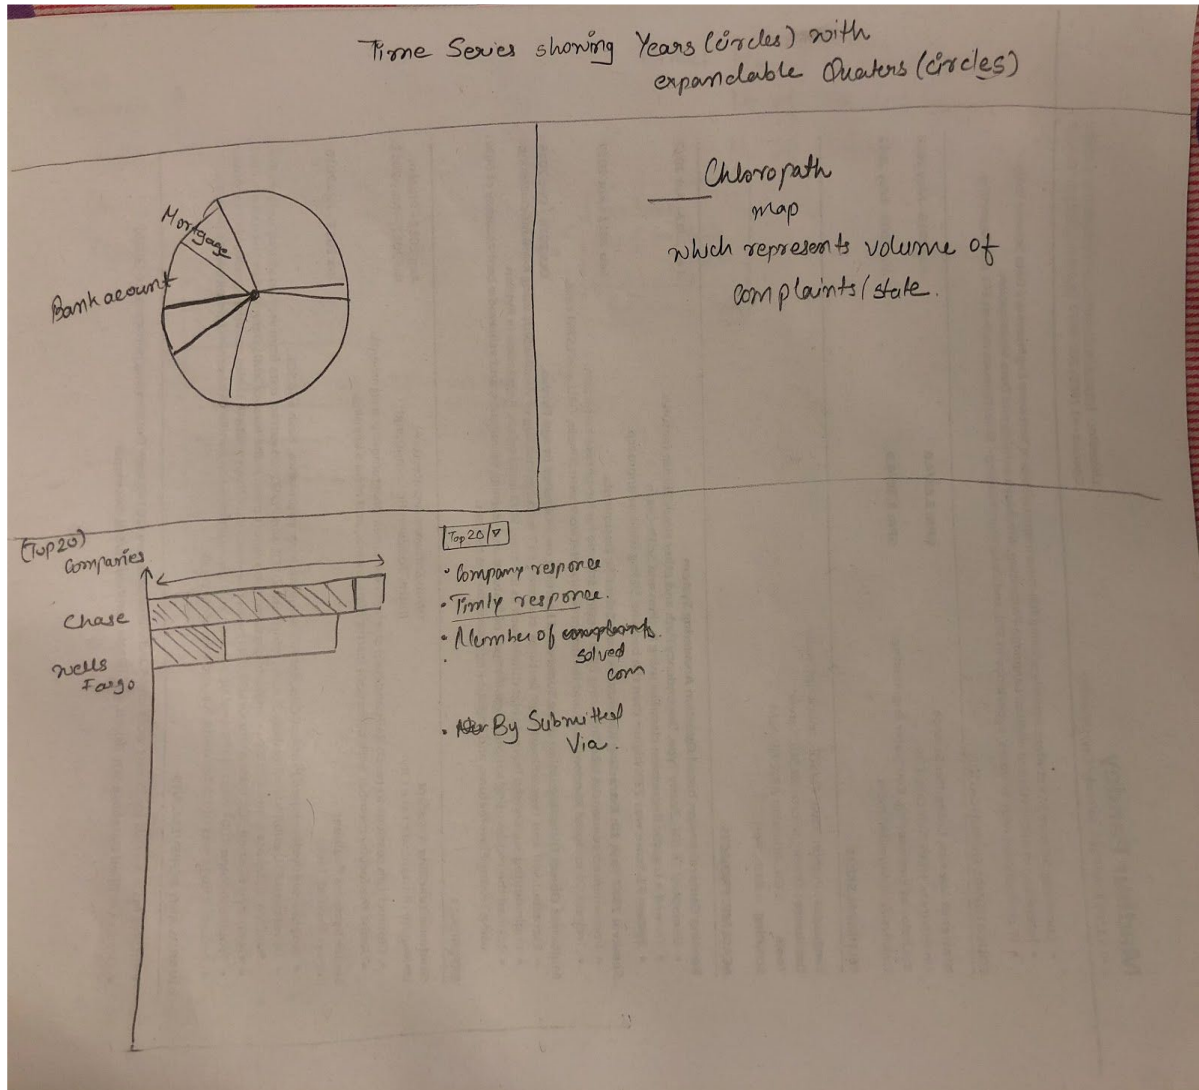 Time Series showing Years (circles) with
expandable Quaters (circles)
Mortgage
Bank acount
Chloropath
map
which represents volume of
complaints/state.
(Top 20)
Companies
Chase
Wells
Fargo
Top 20
• Company responce
• Timly responce.
• Number of complaints
solved
com
• By Submitted
Via.